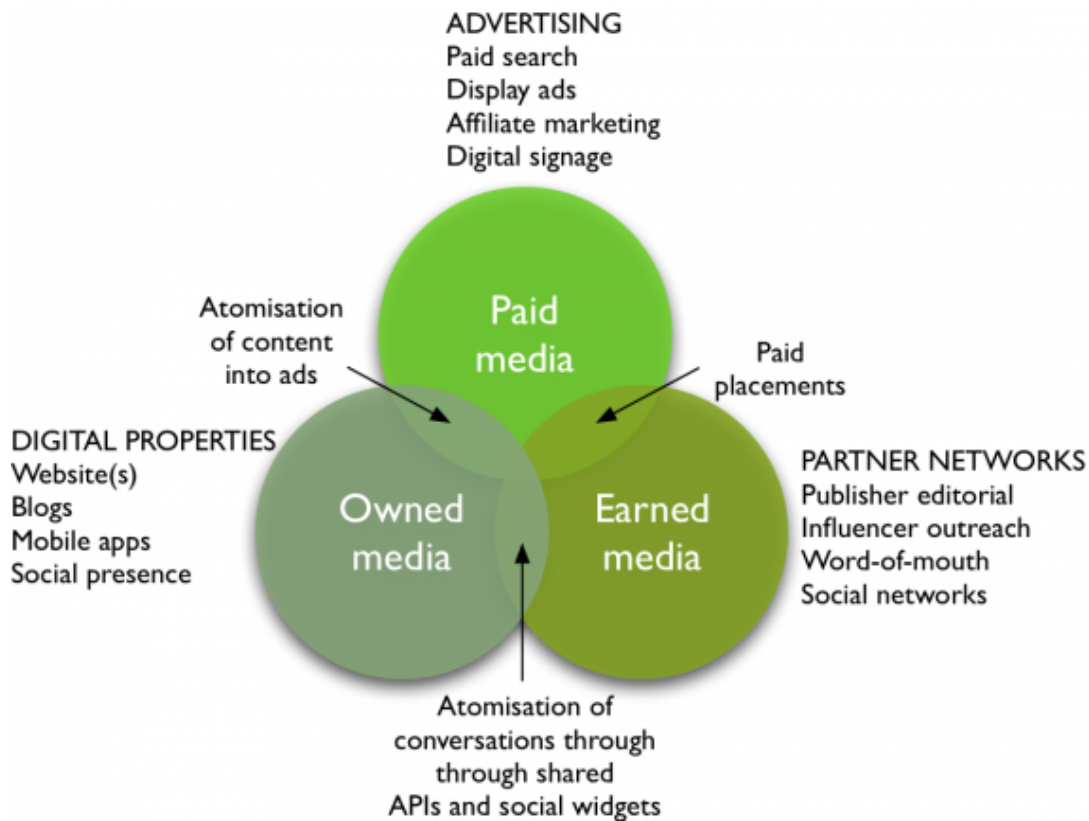 ADVERTISING
Paid search
Display ads
Affiliate marketing
Digital signage
Paid
media
Atomisation
of content
into ads
Paid
placements
DIGITAL PROPERTIES
Website(s)
Blogs
Mobile apps
Social presence
Owned
media
Earned
media
PARTNER NETWORKS
Publisher editorial
Influencer outreach
Word-of-mouth
Social networks
Atomisation of
conversations through
through shared
APIs and social widgets